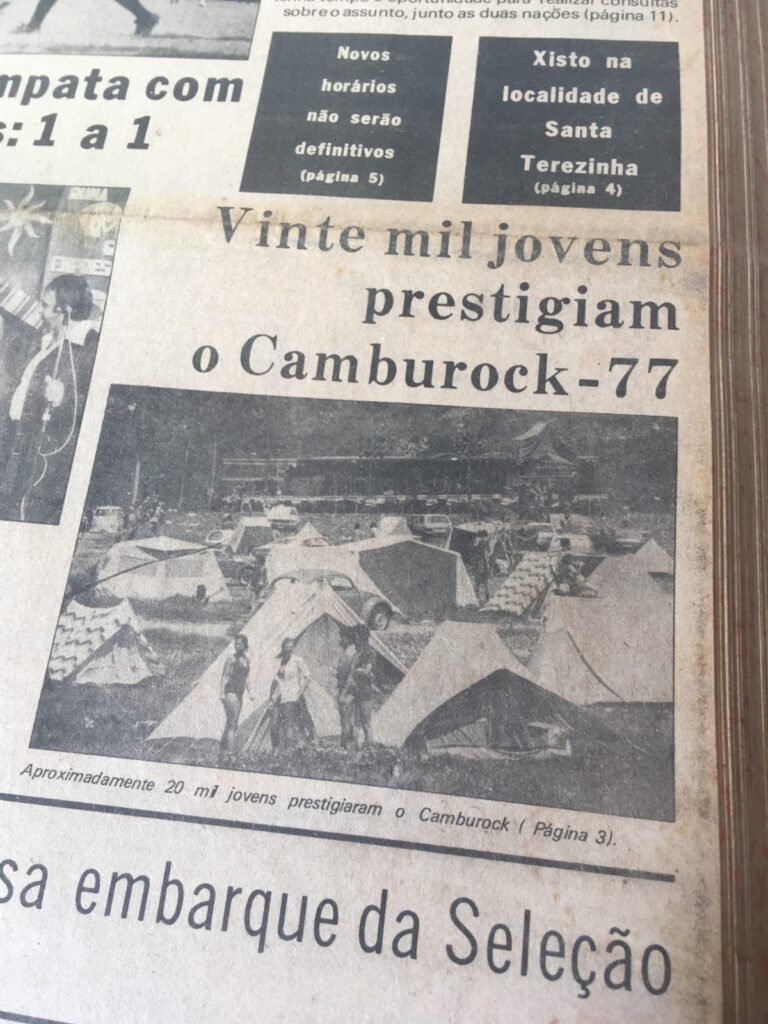 sobre o assunto, junto as duas nações (página 11).
mpata com
s: 1 a 1
Novos
horários
não serão
definitivos
(página 5)
Xisto na
localidade de
Santa
Terezinha
(página 4)
Vinte mil jovens
prestigiam
o Camburock-77
Aproximadamente 20 mil jovens prestigiaram o Camburock ( Página 3).
sa embarque da Seleção